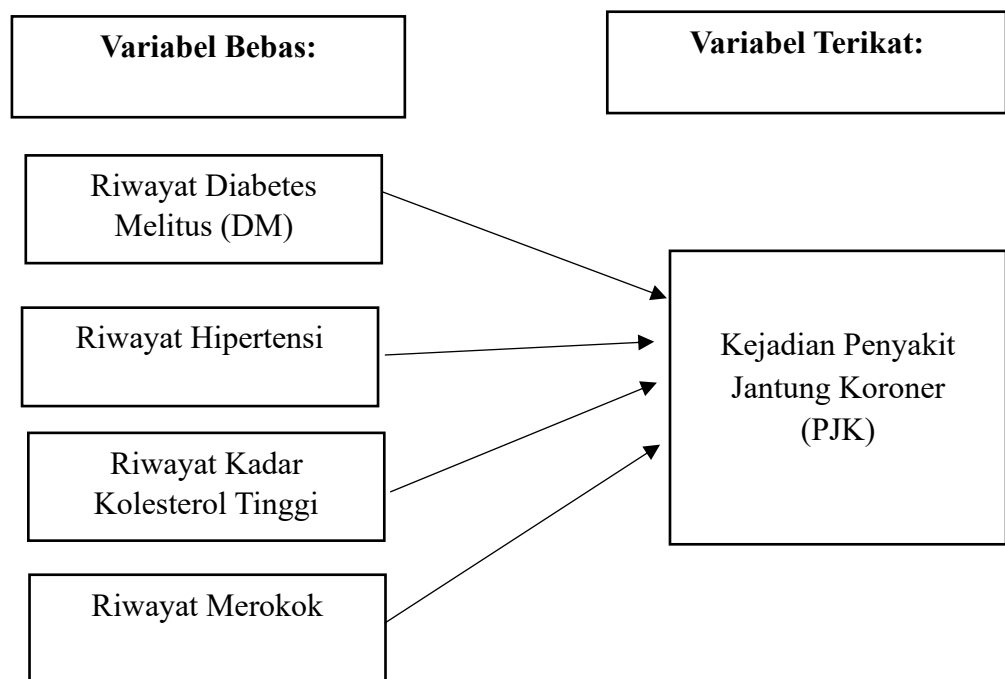 Variabel Bebas:
Variabel Terikat:
Riwayat Diabetes
Melitus (DM)
Riwayat Hipertensi
Riwayat Kadar
Kolesterol Tinggi
Riwayat Merokok
Kejadian Penyakit
Jantung Koroner
(PJK)